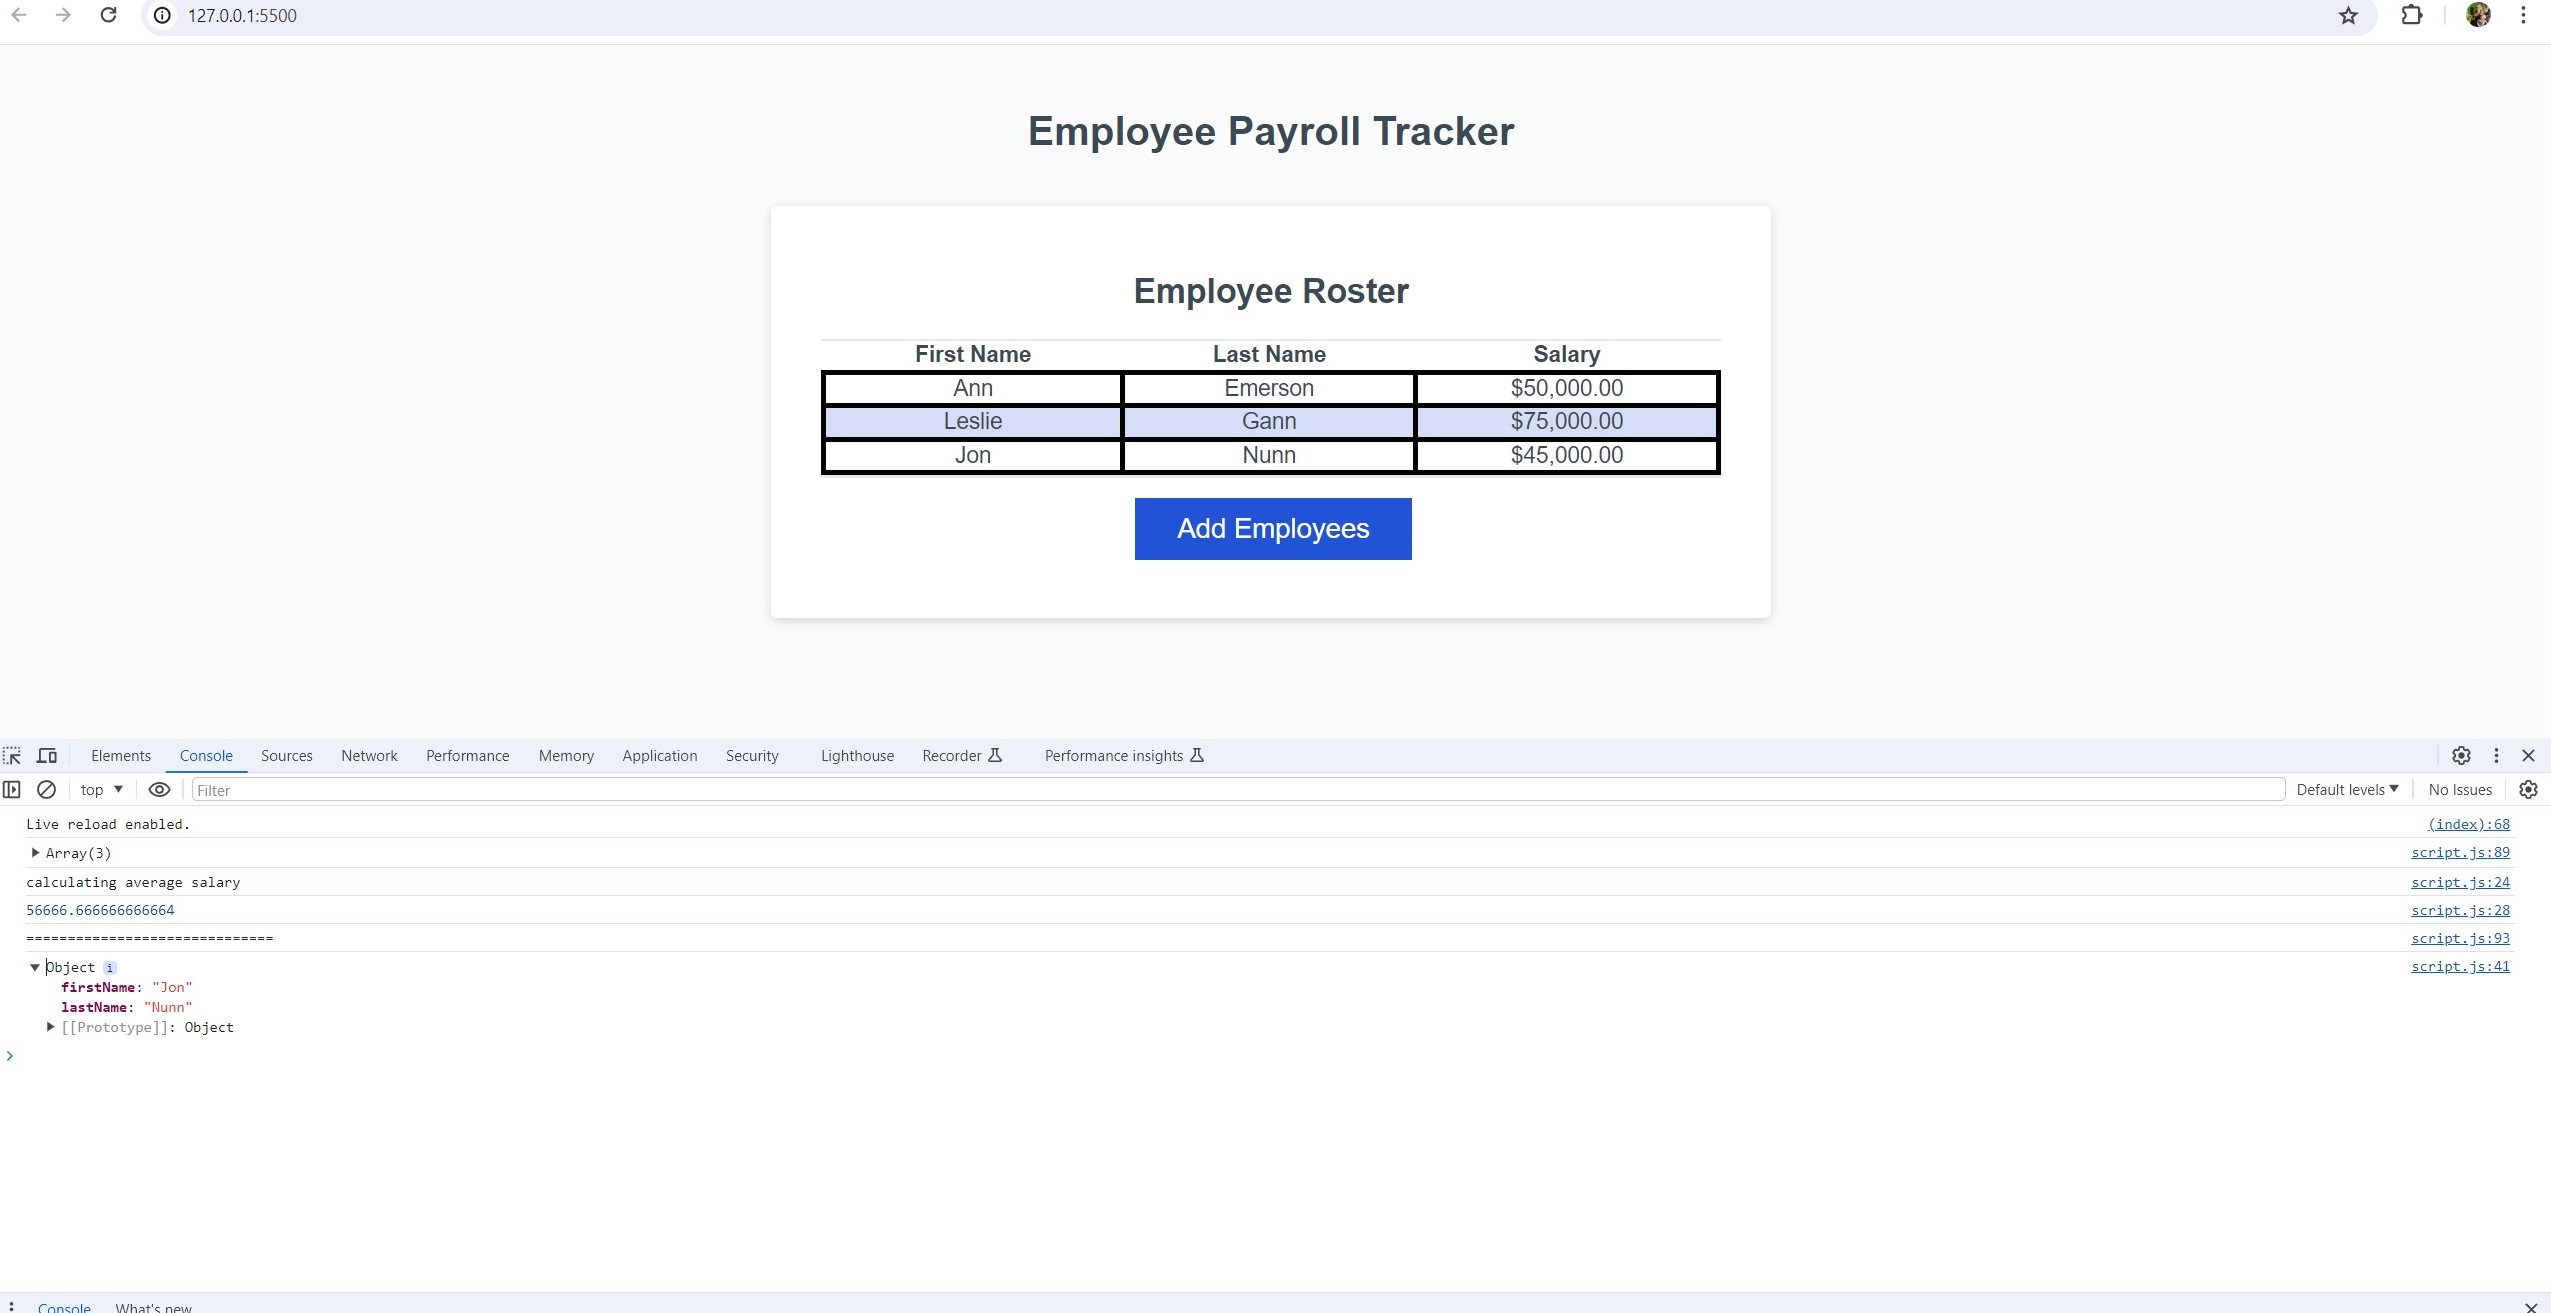 127.0.0.1:5500
Employee Payroll Tracker
Employee Roster
First Name Last Name Salary
Ann Emerson $50,000.00
Leslie Gann $75,000.00
Jon Nunn $45,000.00
Add Employees
Elements Console Sources Network Performance Memory Application Security Lighthouse Recorder Performance insights
top Filter Default levels No Issues
Live reload enabled. (index):68
Array(3) script.js:89
calculating average salary script.js:24
56666.666666666664 script.js:28
============================== script.js:93
Object i script.js:41
firstName: "Jon"
lastName: "Nunn"
[[Prototype]]: Object
Console What's new